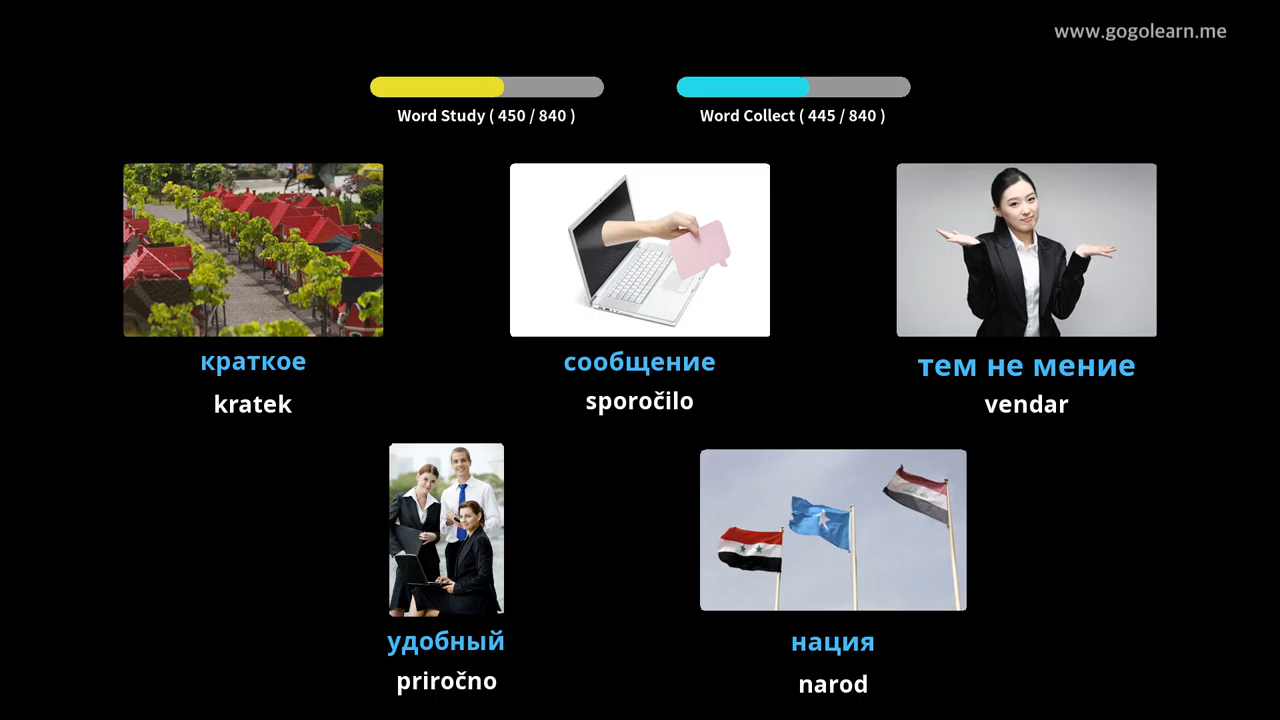 www.gogolearn.me
Word Study ( 450 / 840 )
Word Collect ( 445 / 840 )
краткое
kratek
сообщение
sporočilo
тем не мение
vendar
удобный
priročno
нация
narod